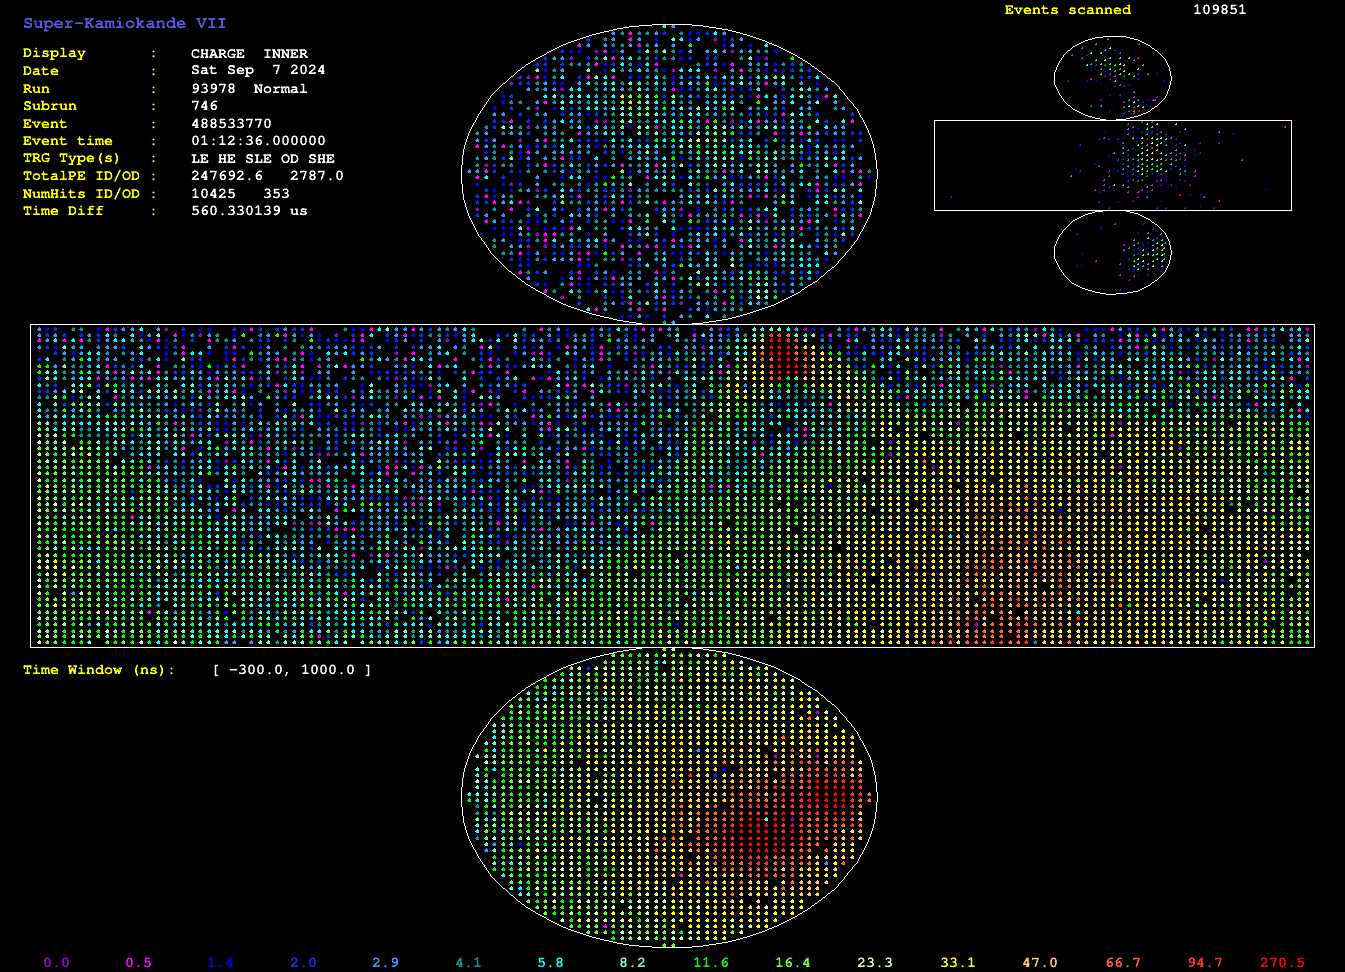 Super-Kamiokande VII
Events scanned 109851
Display : CHARGE INNER
Date : Sat Sep 7 2024
Run : 93978 Normal
Subrun : 746
Event : 488533770
Event time : 01:12:36.000000
TRG Type(s) : LE HE SLE OD SHE
TotalPE ID/OD : 247692.6 2787.0
NumHits ID/OD : 10425 353
Time Diff : 560.330139 us
Time Window (ns): [ -300.0, 1000.0 ]
0.0 0.5 1.4 2.0 2.9 4.1 5.8 8.2 11.6 16.4 23.3 33.1 47.0 66.7 94.7 270.5